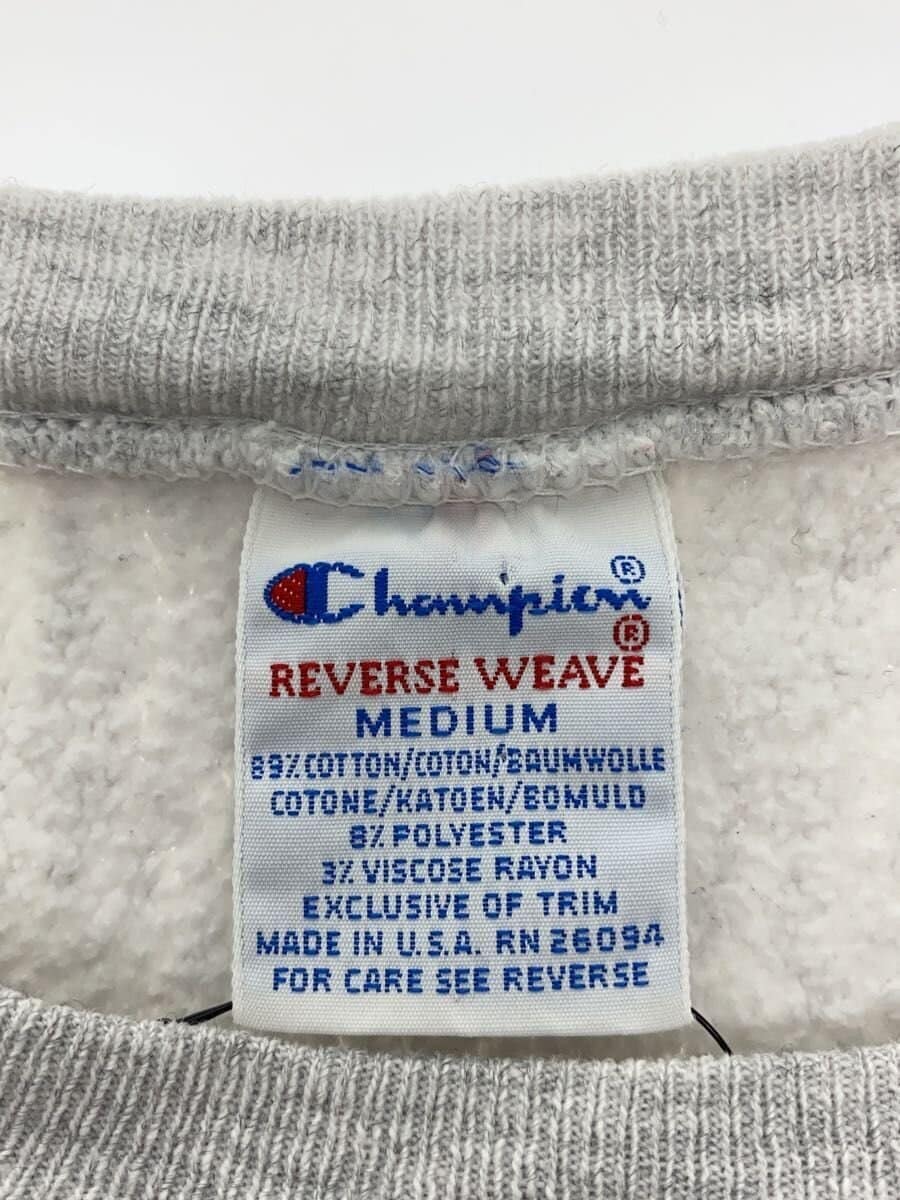 Champion®
REVERSE WEAVE®
MEDIUM
89% COTTON/COTON/BAUMWOLLE
COTONE/KATOEN/BOMULD
8% POLYESTER
3% VISCOSE RAYON
EXCLUSIVE OF TRIM
MADE IN U.S.A. RN 26094
FOR CARE SEE REVERSE